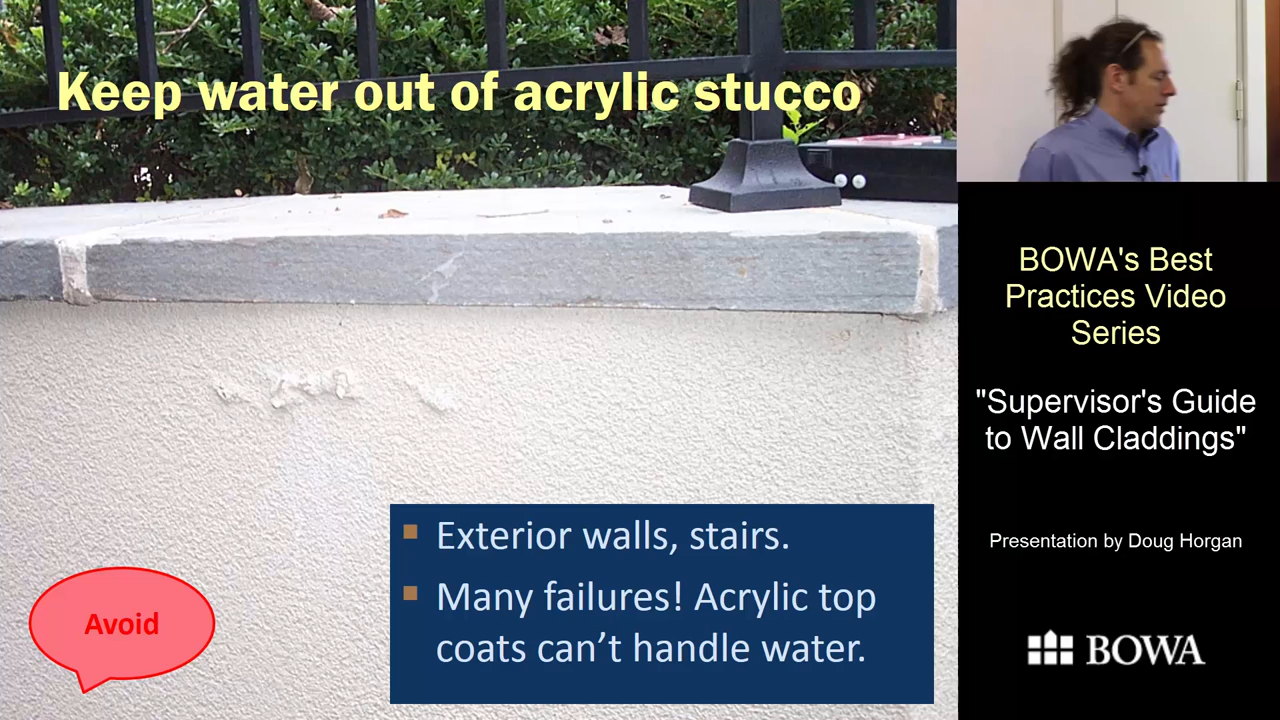 Keep water out of acrylic stucco
Exterior walls, stairs.
Many failures! Acrylic top
coats can’t handle water.
Avoid
BOWA's Best
Practices Video
Series
"Supervisor's Guide
to Wall Claddings"
Presentation by Doug Horgan
BOWA